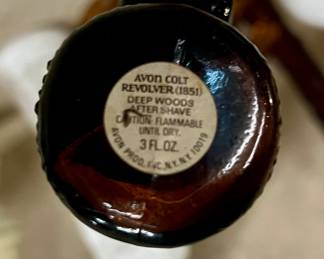 AVON COLT
REVOLVER (1851)
DEEP WOODS
AFTER SHAVE
CAUTION: FLAMMABLE
UNTIL DRY.
3 FL. OZ.
AVON PROD., INC. N.Y. N.Y. 10019